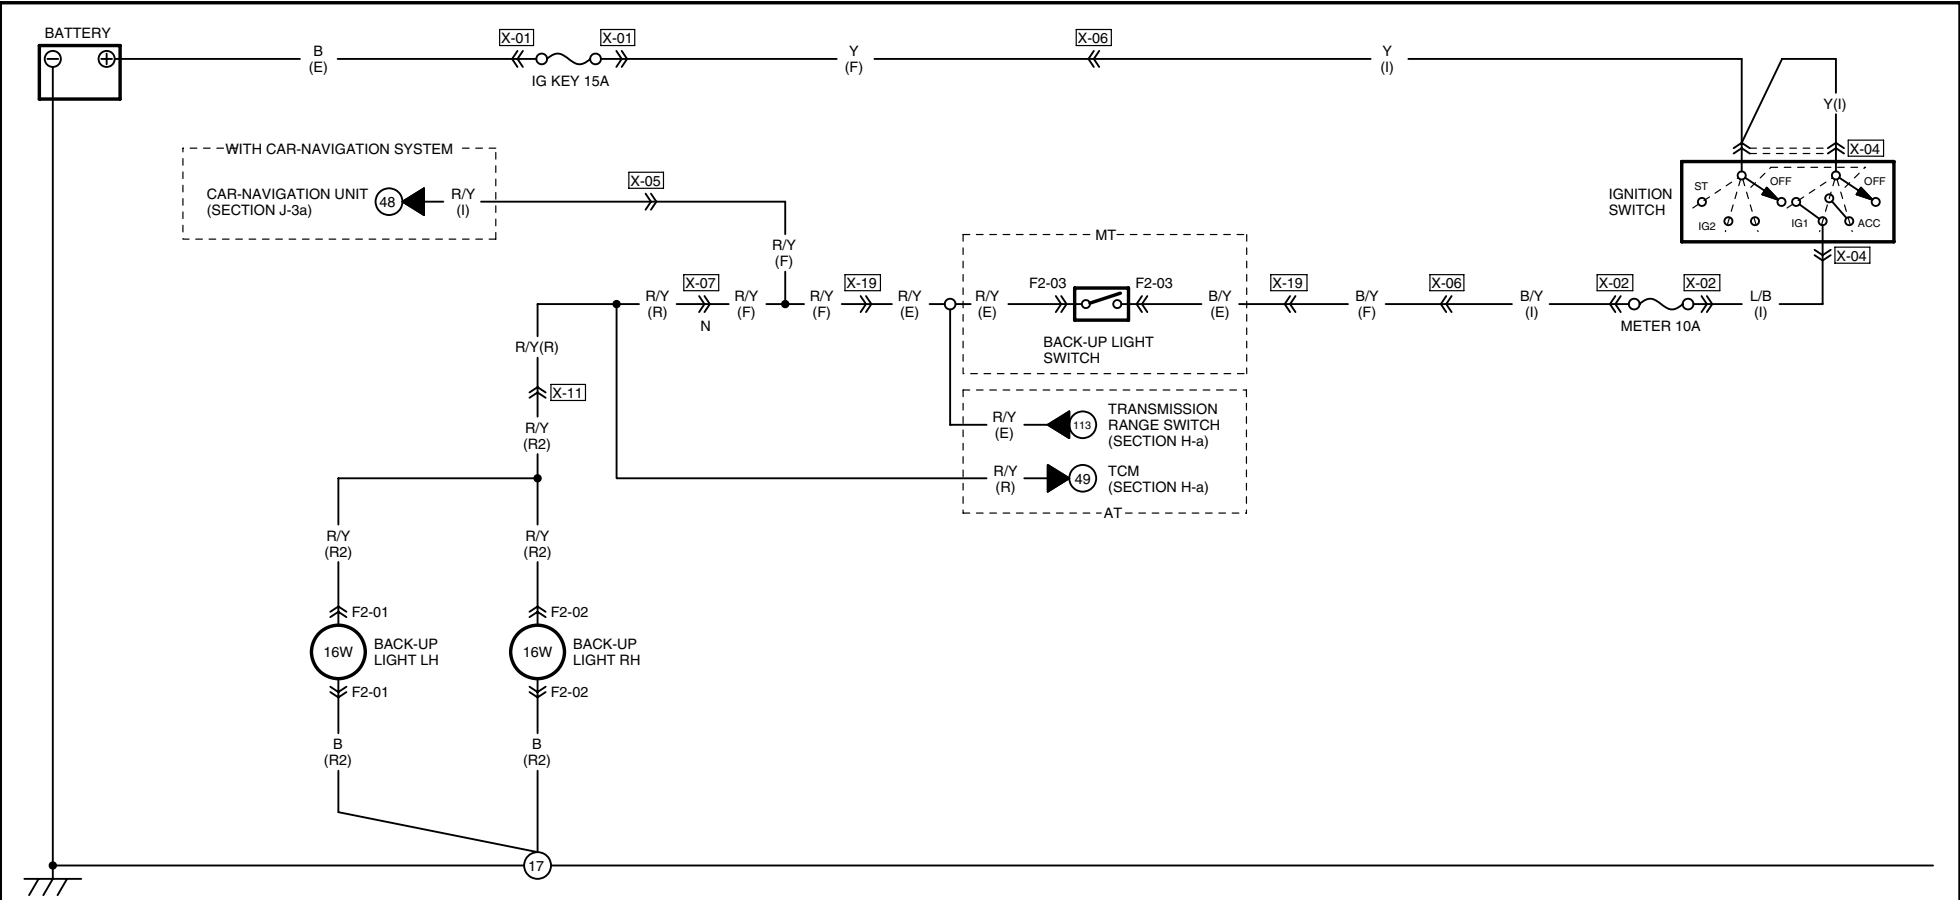 BATTERY
B
(E)
X-01
X-01
IG KEY 15A
Y
(F)
X-06
Y
(I)
Y(I)
X-04
WITH CAR-NAVIGATION SYSTEM
CAR-NAVIGATION UNIT
(SECTION J-3a)
48
R/Y
(I)
X-05
R/Y
(F)
IGNITION
SWITCH
ST
OFF
OFF
IG2
IG1
ACC
X-04
MT
R/Y
(R)
X-07
N
R/Y
(F)
R/Y
(F)
X-19
R/Y
(E)
R/Y
(E)
F2-03
F2-03
BACK-UP LIGHT
SWITCH
B/Y
(E)
X-19
B/Y
(F)
X-06
B/Y
(I)
X-02
X-02
METER 10A
L/B
(I)
R/Y(R)
X-11
R/Y
(R2)
R/Y
(E)
113
TRANSMISSION
RANGE SWITCH
(SECTION H-a)
R/Y
(R)
49
TCM
(SECTION H-a)
AT
R/Y
(R2)
R/Y
(R2)
F2-01
F2-02
16W
BACK-UP
LIGHT LH
16W
BACK-UP
LIGHT RH
F2-01
F2-02
B
(R2)
B
(R2)
17